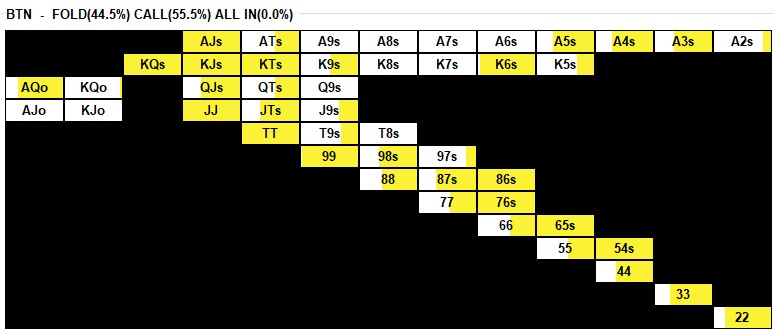 BTN - FOLD(44.5%) CALL(55.5%) ALL IN(0.0%)
AJs ATs A9s A8s A7s A6s A5s A4s A3s A2s
KQs KJs KTs K9s K8s K7s K6s K5s
AQo KQo QJs QTs Q9s
AJo KJo JJ JTs J9s
TT T9s T8s
99 98s 97s
88 87s 86s
77 76s
66 65s
55 54s
44
33
22